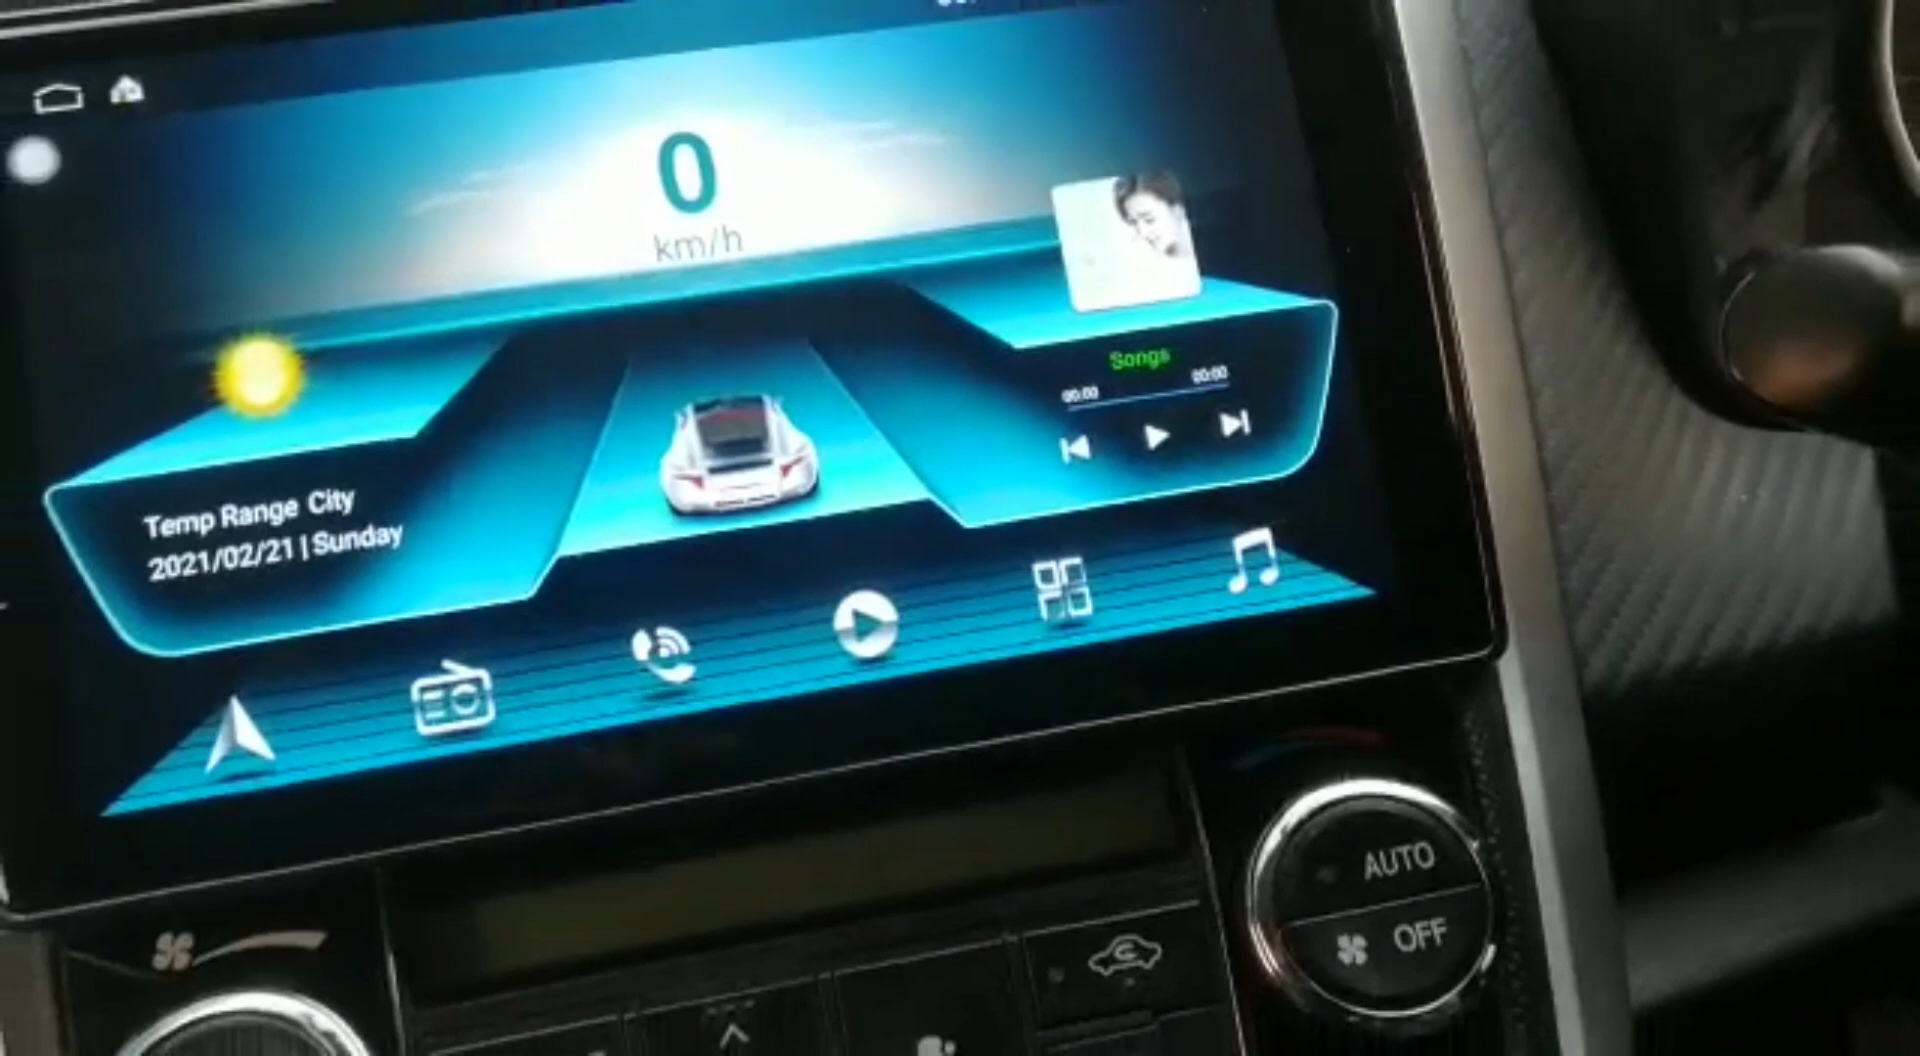 0
km/h
Songs
00:00
00:00
Temp Range City
2021/02/21 | Sunday
AUTO
OFF